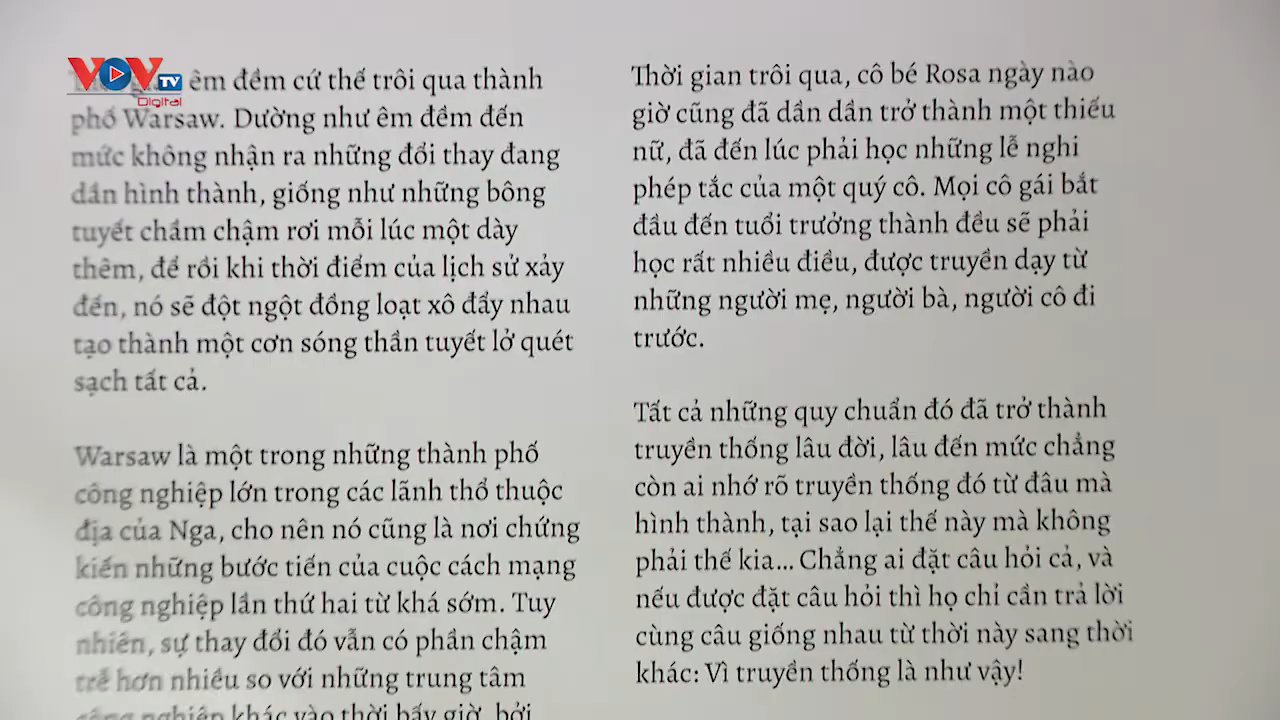 VOV TV
Digital
êm đềm cứ thế trôi qua thành
phố Warsaw. Dường như êm đềm đến
mức không nhận ra những đổi thay đang
dần hình thành, giống như những bông
tuyết chầm chậm rơi mỗi lúc một dày
thêm, để rồi khi thời điểm của lịch sử xảy
đến, nó sẽ đột ngột đồng loạt xô đẩy nhau
tạo thành một cơn sóng thần tuyết lở quét
sạch tất cả.
Warsaw là một trong những thành phố
công nghiệp lớn trong các lãnh thổ thuộc
địa của Nga, cho nên nó cũng là nơi chứng
kiến những bước tiến của cuộc cách mạng
công nghiệp lần thứ hai từ khá sớm. Tuy
nhiên, sự thay đổi đó vẫn có phần chậm
trễ hơn nhiều so với những trung tâm
công nghiệp khác vào thời bấy giờ, bởi
Thời gian trôi qua, cô bé Rosa ngày nào
giờ cũng đã dần dần trở thành một thiếu
nữ, đã đến lúc phải học những lễ nghi
phép tắc của một quý cô. Mọi cô gái bắt
đầu đến tuổi trưởng thành đều sẽ phải
học rất nhiều điều, được truyền dạy từ
những người mẹ, người bà, người cô đi
trước.
Tất cả những quy chuẩn đó đã trở thành
truyền thống lâu đời, lâu đến mức chẳng
còn ai nhớ rõ truyền thống đó từ đâu mà
hình thành, tại sao lại thế này mà không
phải thế kia... Chẳng ai đặt câu hỏi cả, và
nếu được đặt câu hỏi thì họ chỉ cần trả lời
cùng câu giống nhau từ thời này sang thời
khác: Vì truyền thống là như vậy!